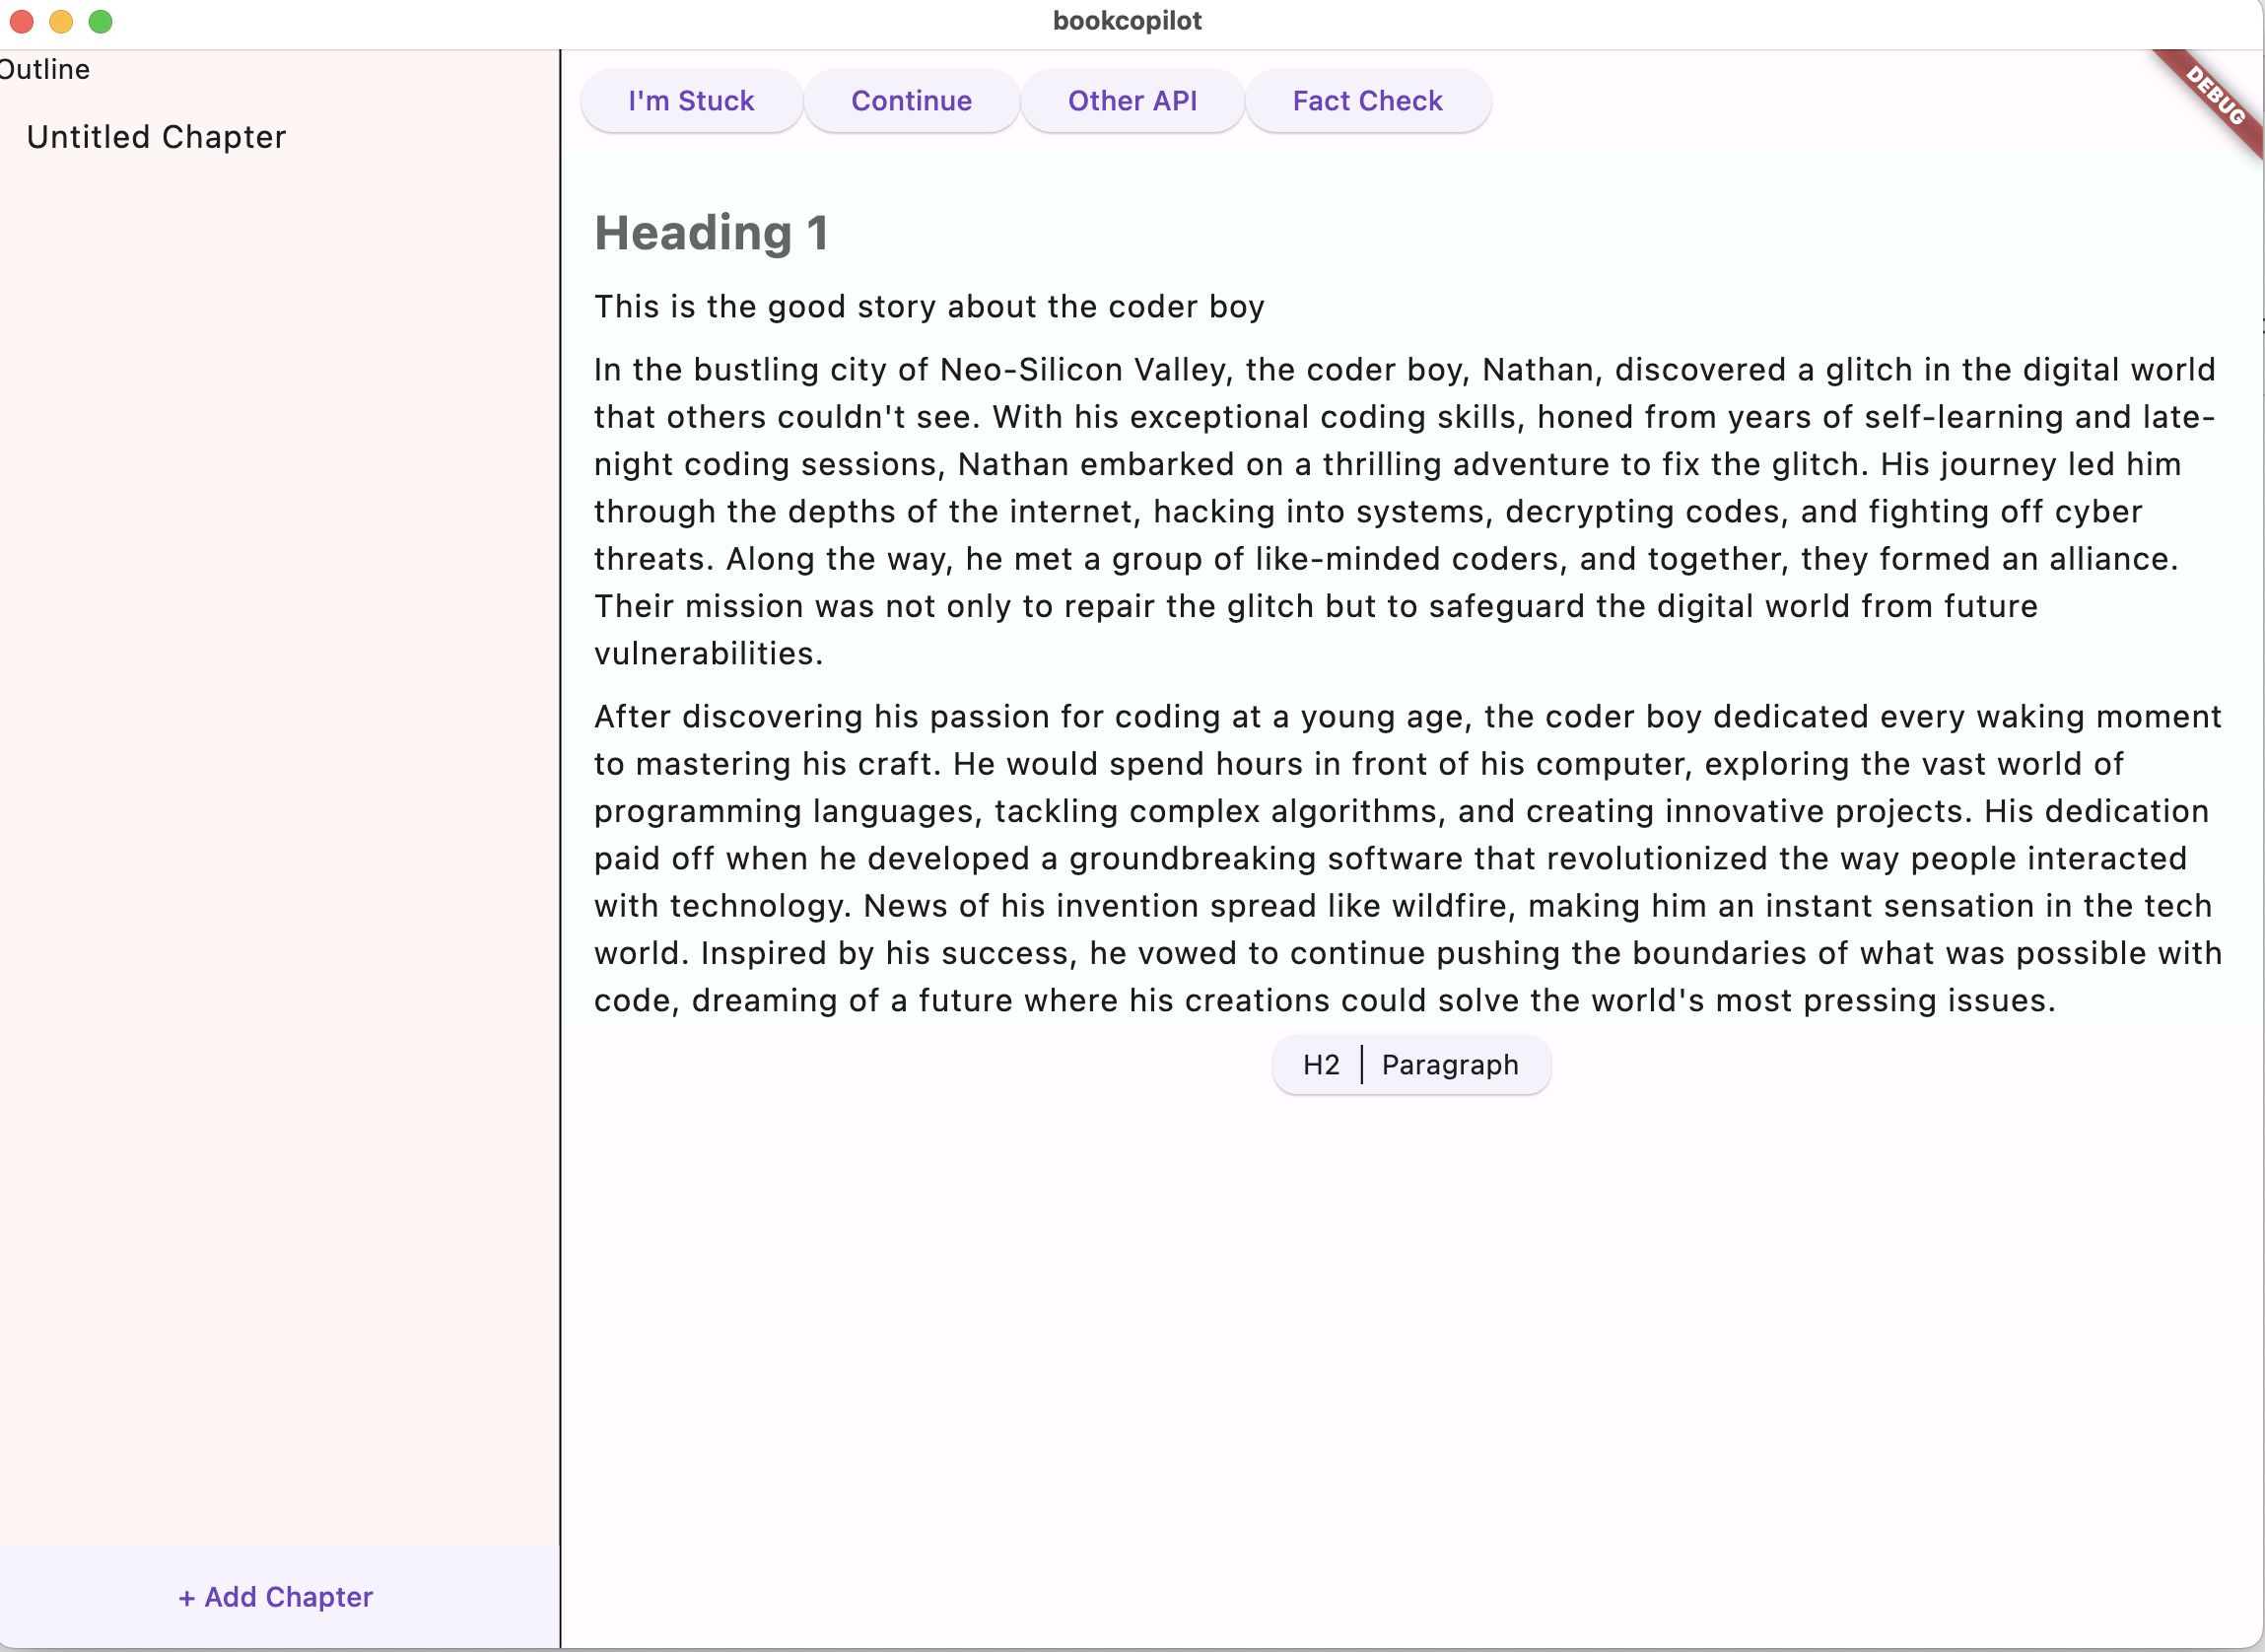 bookcopilot
Outline
Untitled Chapter
+ Add Chapter
I'm Stuck
Continue
Other API
Fact Check
DEBUG
Heading 1
This is the good story about the coder boy
In the bustling city of Neo-Silicon Valley, the coder boy, Nathan, discovered a glitch in the digital world
that others couldn't see. With his exceptional coding skills, honed from years of self-learning and late-
night coding sessions, Nathan embarked on a thrilling adventure to fix the glitch. His journey led him
through the depths of the internet, hacking into systems, decrypting codes, and fighting off cyber
threats. Along the way, he met a group of like-minded coders, and together, they formed an alliance.
Their mission was not only to repair the glitch but to safeguard the digital world from future
vulnerabilities.
After discovering his passion for coding at a young age, the coder boy dedicated every waking moment
to mastering his craft. He would spend hours in front of his computer, exploring the vast world of
programming languages, tackling complex algorithms, and creating innovative projects. His dedication
paid off when he developed a groundbreaking software that revolutionized the way people interacted
with technology. News of his invention spread like wildfire, making him an instant sensation in the tech
world. Inspired by his success, he vowed to continue pushing the boundaries of what was possible with
code, dreaming of a future where his creations could solve the world's most pressing issues.
H2 | Paragraph